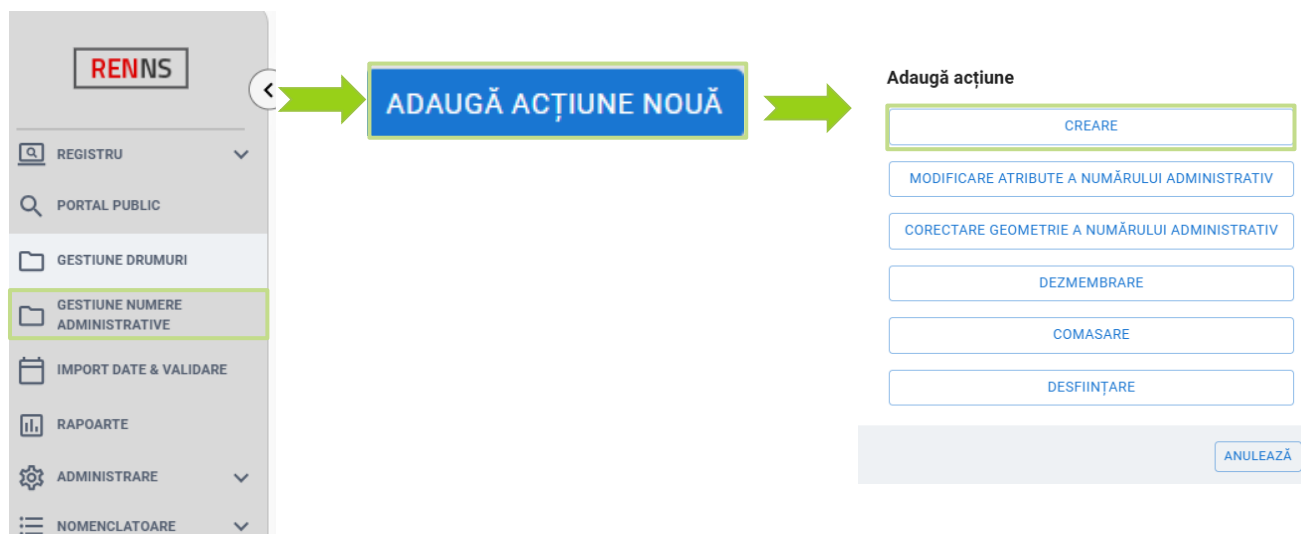 RENNS
REGISTRU
PORTAL PUBLIC
GESTIUNE DRUMURI
GESTIUNE NUMERE
ADMINISTRATIVE
IMPORT DATE & VALIDARE
RAPOARTE
ADMINISTRARE
NOMENCLATOARE
ADAUGĂ ACȚIUNE NOUĂ
Adaugă acțiune
CREARE
MODIFICARE ATRIBUTE A NUMĂRULUI ADMINISTRATIV
CORECTARE GEOMETRIE A NUMĂRULUI ADMINISTRATIV
DEZMEMBRARE
COMASARE
DESFIINȚARE
ANULEAZĂ